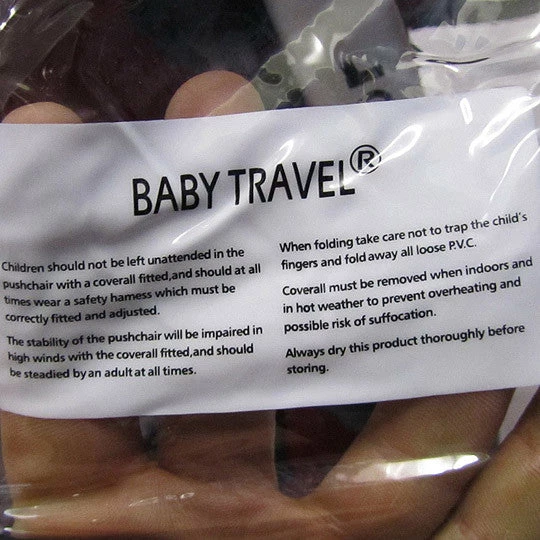 BABY TRAVEL®
Children should not be left unattended in the
pushchair with a coverall fitted,and should at all
times wear a safety harness which must be
correctly fitted and adjusted.
The stability of the pushchair will be impaired in
high winds with the coverall fitted,and should
be steadied by an adult at all times.
When folding take care not to trap the child's
fingers and fold away all loose P.V.C.
Coverall must be removed when indoors and
in hot weather to prevent overheating and
possible risk of suffocation.
Always dry this product thoroughly before
storing.